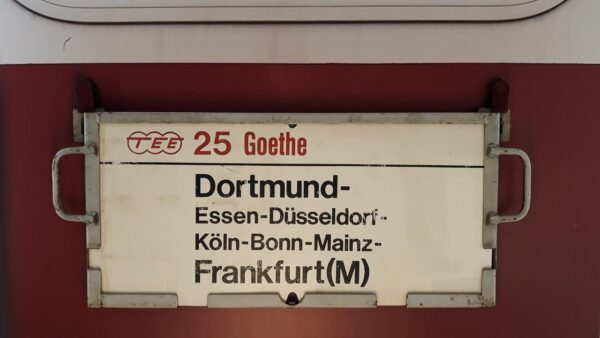 TEE 25 Goethe
Dortmund-
Essen-Düsseldorf-
Köln-Bonn-Mainz-
Frankfurt(M)